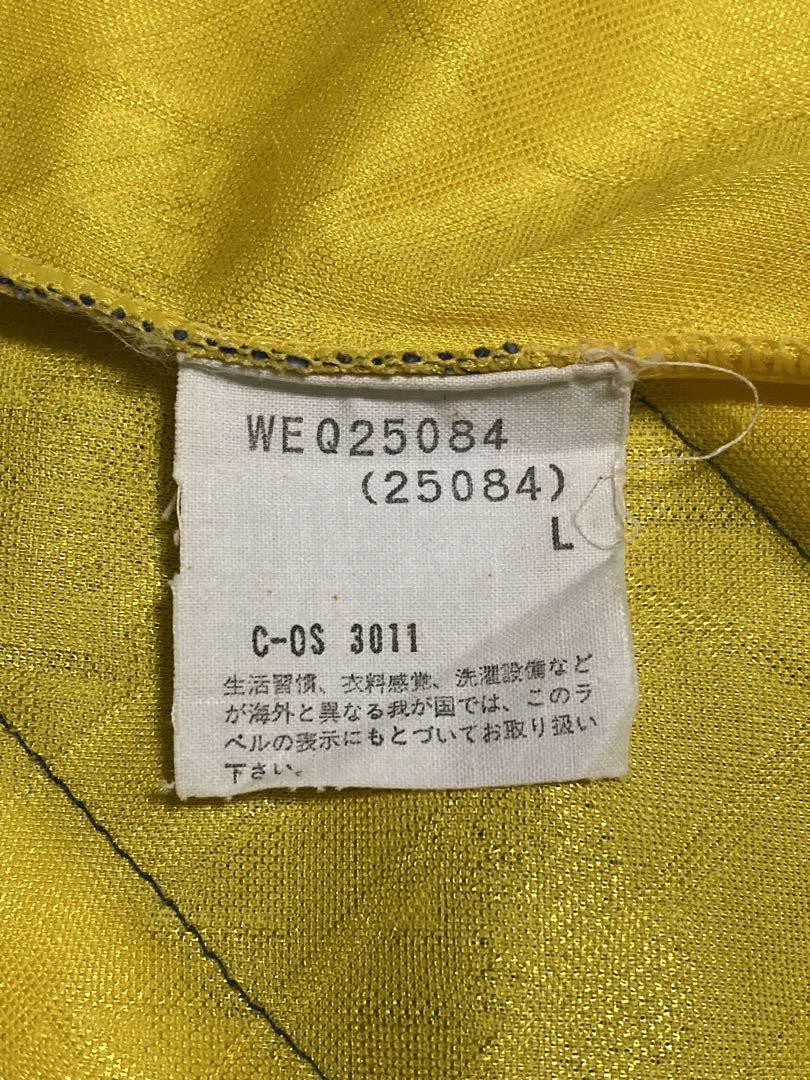 WEQ25084
(25084)
L
C-OS 3011
生活習慣、衣料感覚、洗濯設備など
が海外と異なる我が国では、このラ
ベルの表示にもとづいてお取り扱い
下さい。